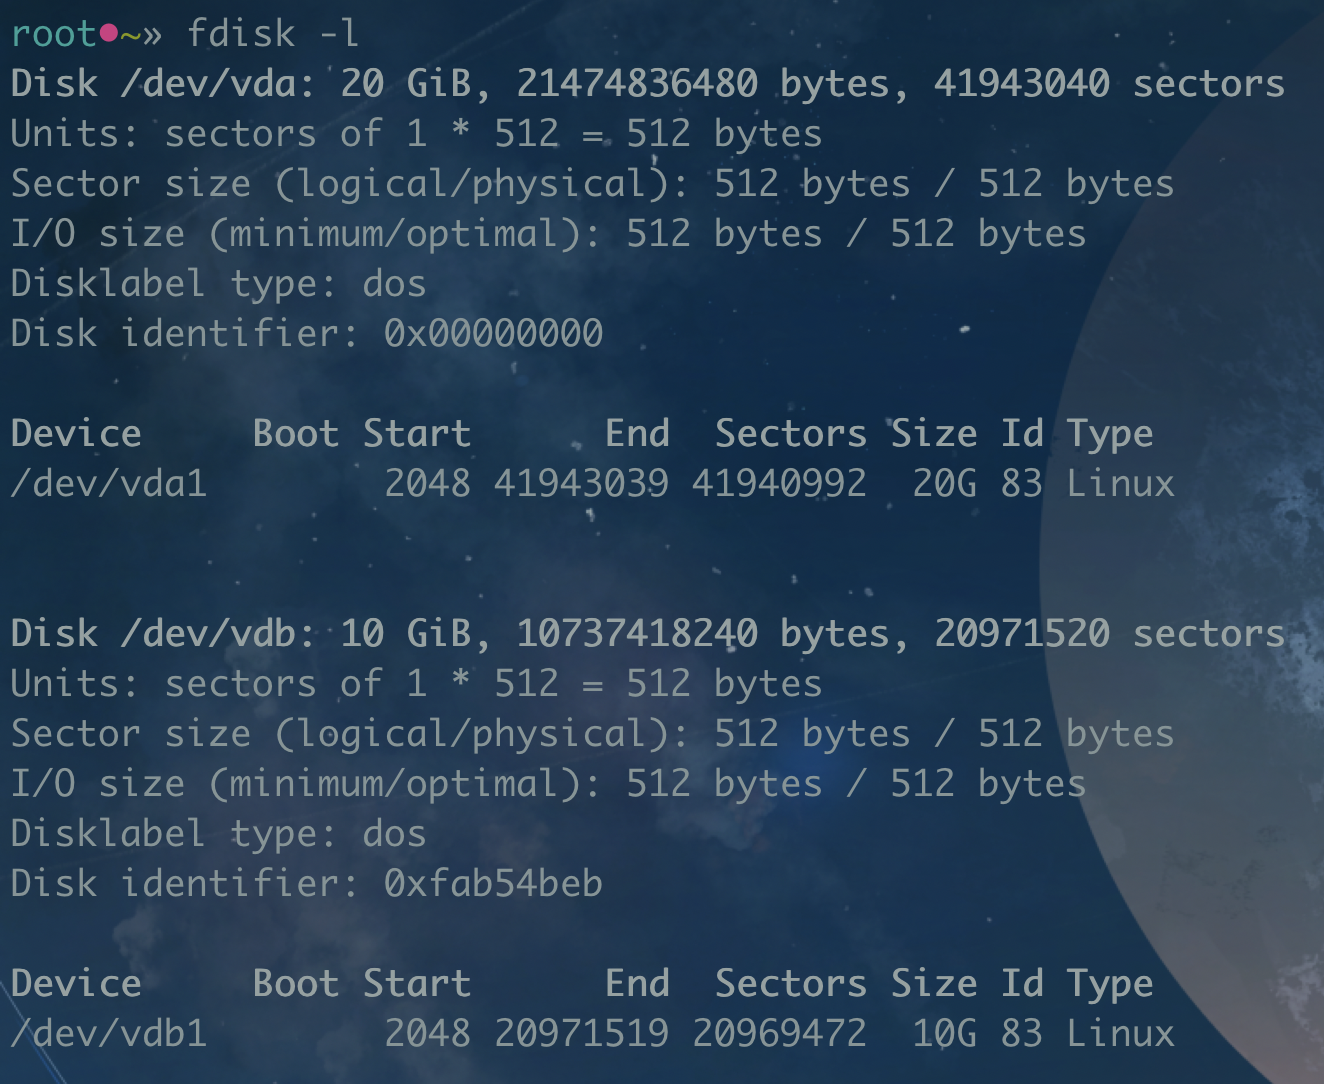 root●~» fdisk -l
Disk /dev/vda: 20 GiB, 21474836480 bytes, 41943040 sectors
Units: sectors of 1 * 512 = 512 bytes
Sector size (logical/physical): 512 bytes / 512 bytes
I/O size (minimum/optimal): 512 bytes / 512 bytes
Disklabel type: dos
Disk identifier: 0x00000000
Device     Boot Start      End  Sectors Size Id Type
/dev/vda1        2048 41943039 41940992  20G 83 Linux
Disk /dev/vdb: 10 GiB, 10737418240 bytes, 20971520 sectors
Units: sectors of 1 * 512 = 512 bytes
Sector size (logical/physical): 512 bytes / 512 bytes
I/O size (minimum/optimal): 512 bytes / 512 bytes
Disklabel type: dos
Disk identifier: 0xfab54beb
Device     Boot Start      End  Sectors Size Id Type
/dev/vdb1        2048 20971519 20969472  10G 83 Linux